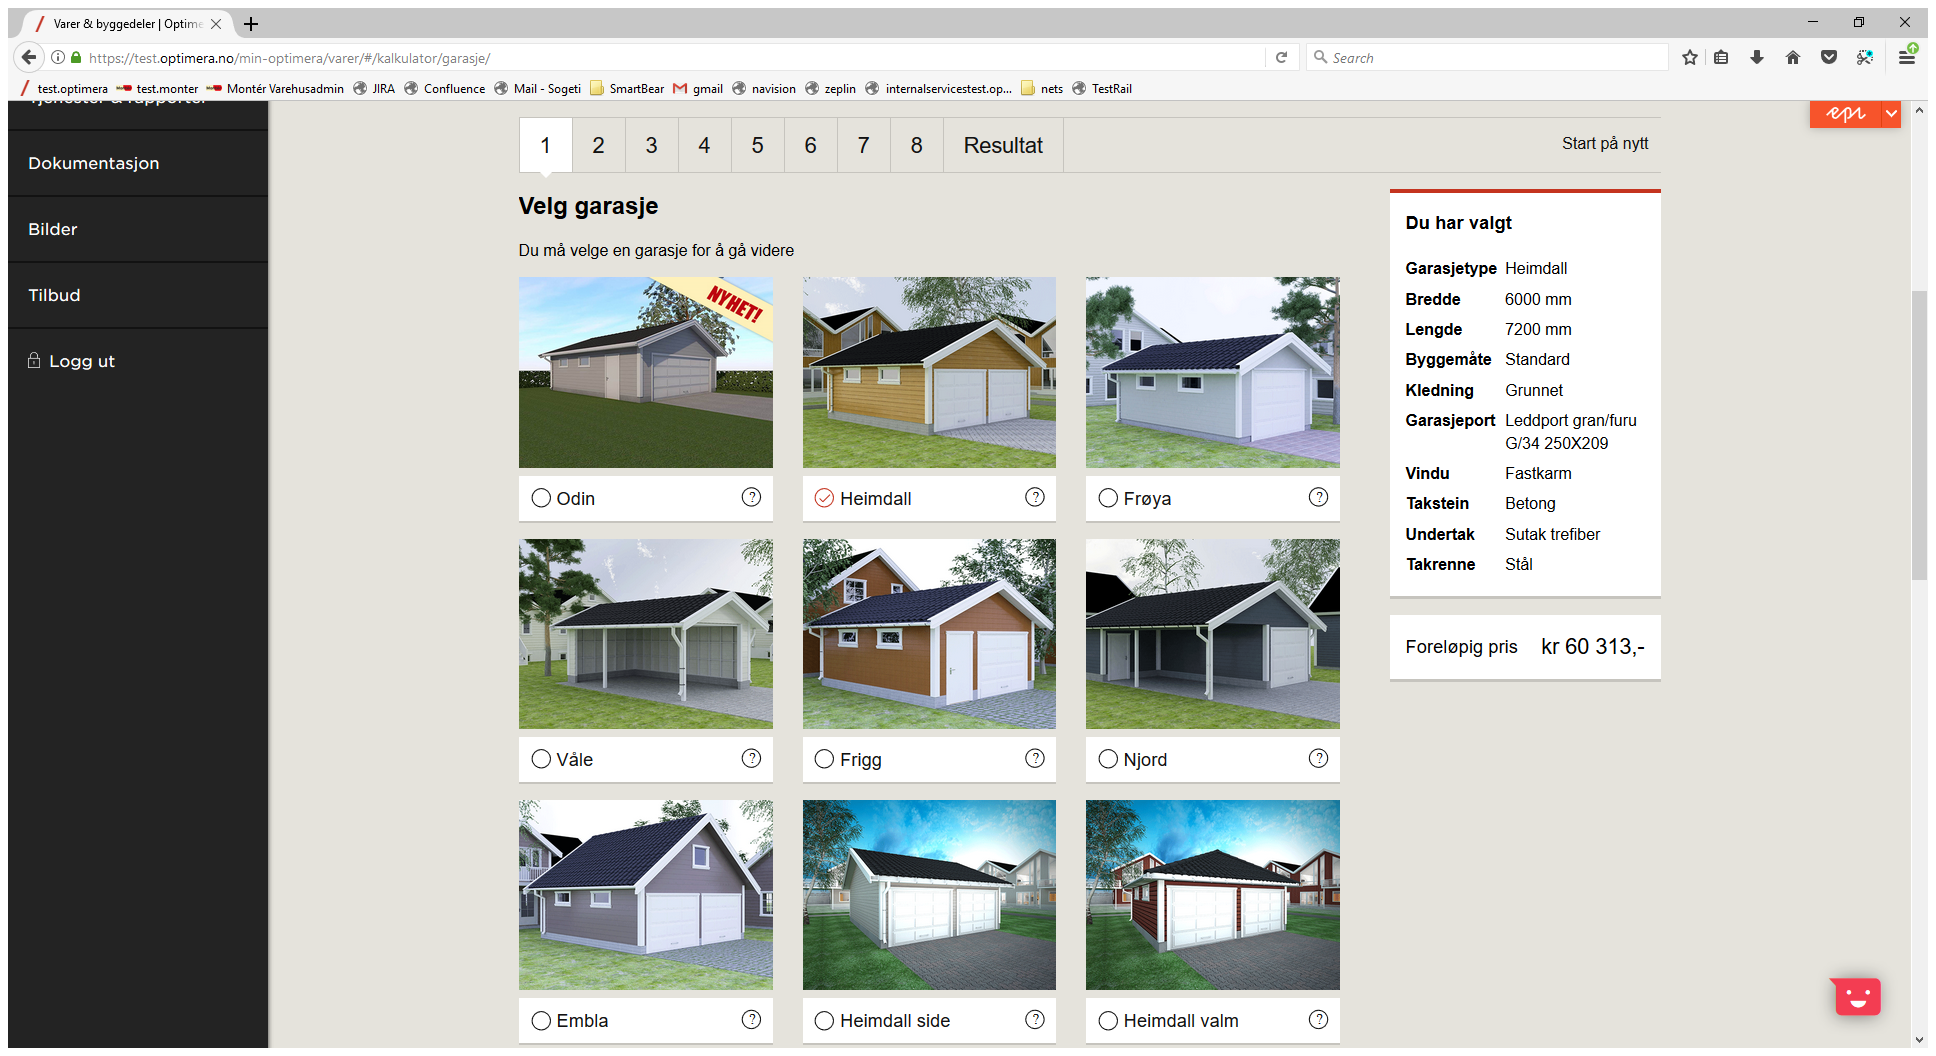 Varer & byggedeler | Optime
https://test.optimera.no/min-optimera/varer/#/kalkulator/garasje/
Search
test.optimera
test.monter
Montér Varehusadmin
JIRA
Confluence
Mail - Sogeti
SmartBear
gmail
navision
zeplin
internalservicestest.op...
nets
TestRail
Tjenester & rapporter
Dokumentasjon
Bilder
Tilbud
Logg ut
epi
1 2 3 4 5 6 7 8 Resultat
Start på nytt
Velg garasje
Du må velge en garasje for å gå videre
NYHET!
Odin ?
Heimdall ?
Frøya ?
Våle ?
Frigg ?
Njord ?
Embla ?
Heimdall side ?
Heimdall valm ?
Du har valgt
Garasjetype Heimdall
Bredde 6000 mm
Lengde 7200 mm
Byggemåte Standard
Kledning Grunnet
Garasjeport Leddport gran/furu
G/34 250X209
Vindu Fastkarm
Takstein Betong
Undertak Sutak trefiber
Takrenne Stål
Foreløpig pris kr 60 313,-